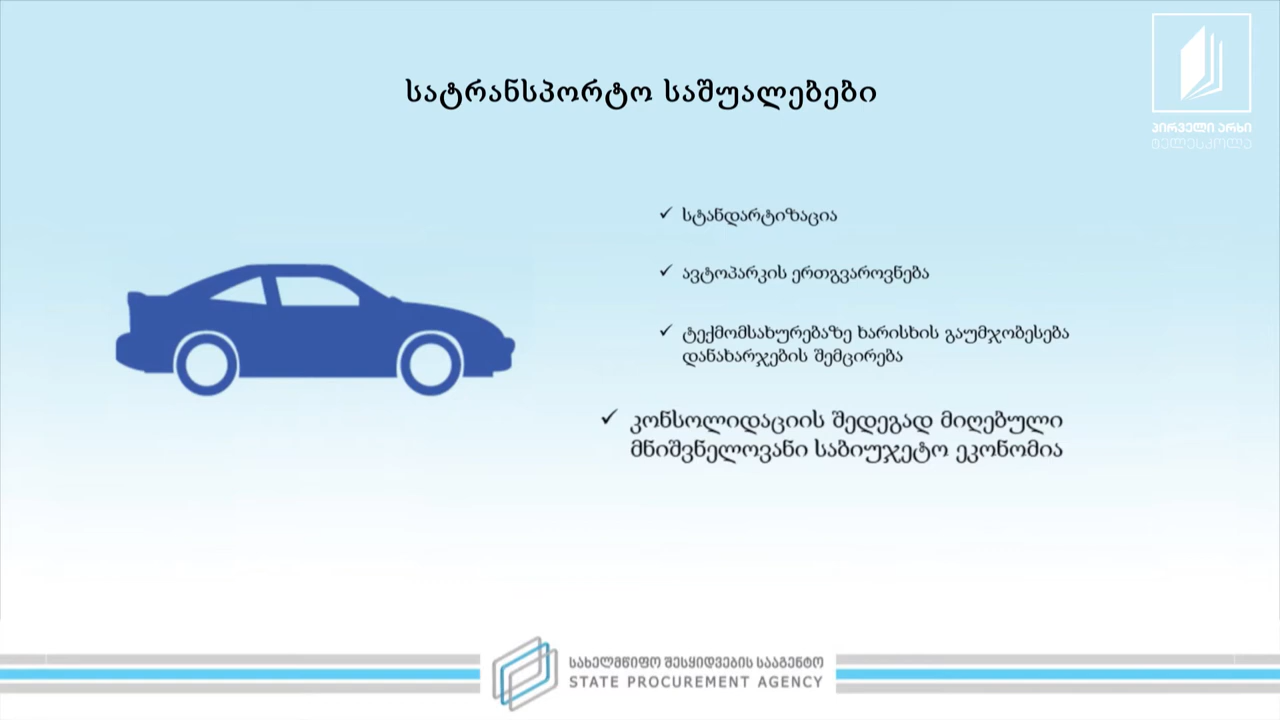 პირველი არხი
ტელესკოლა
სატრანსპორტო საშუალებები
✓ სტანდარტიზაცია
✓ ავტოპარკის ერთგვაროვნება
✓ ტექმომსახურებაზე ხარისხის გაუმჯობესება
დანახარჯების შემცირება
✓ კონსოლიდაციის შედეგად მიღებული
მნიშვნელოვანი საბიუჯეტო ეკონომია
სახელმწიფო შესყიდვების სააგენტო
STATE PROCUREMENT AGENCY